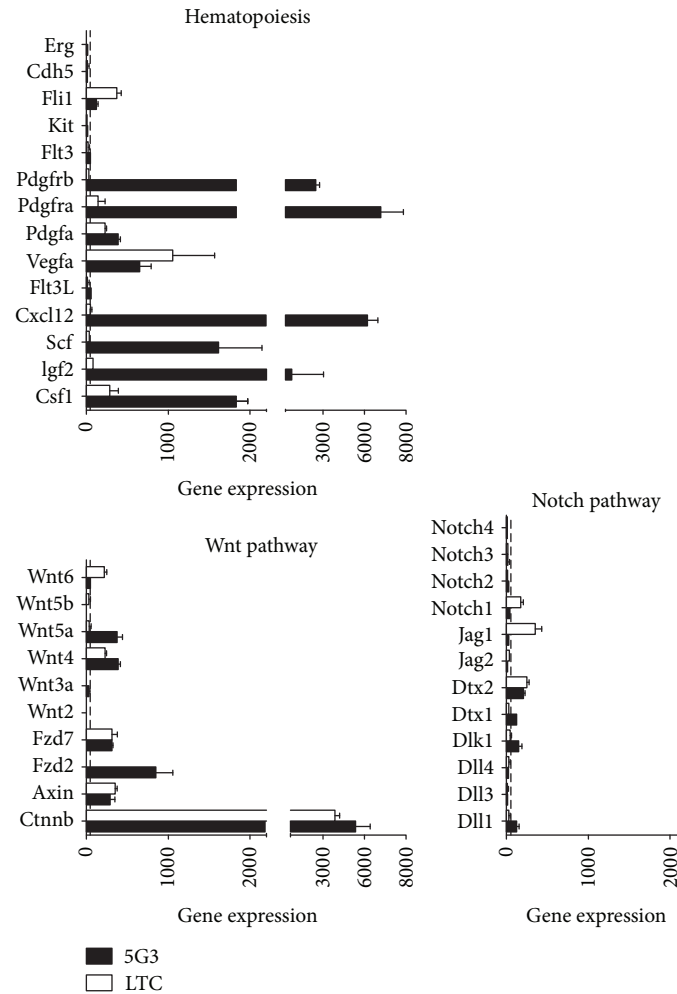 Hematopoiesis
Erg
Cdh5
Fli1
Kit
Flt3
Pdgfrb
Pdgfra
Pdgfa
Vegfa
Flt3L
Cxcl12
Scf
Igf2
Csf1
0
1000
2000
3000
6000
8000
Gene expression
Wnt pathway
Wnt6
Wnt5b
Wnt5a
Wnt4
Wnt3a
Wnt2
Fzd7
Fzd2
Axin
Ctnnb
0
1000
2000
3000
6000
8000
Gene expression
Notch pathway
Notch4
Notch3
Notch2
Notch1
Jag1
Jag2
Dtx2
Dtx1
Dlk1
Dll4
Dll3
Dll1
0
1000
2000
Gene expression
5G3
LTC